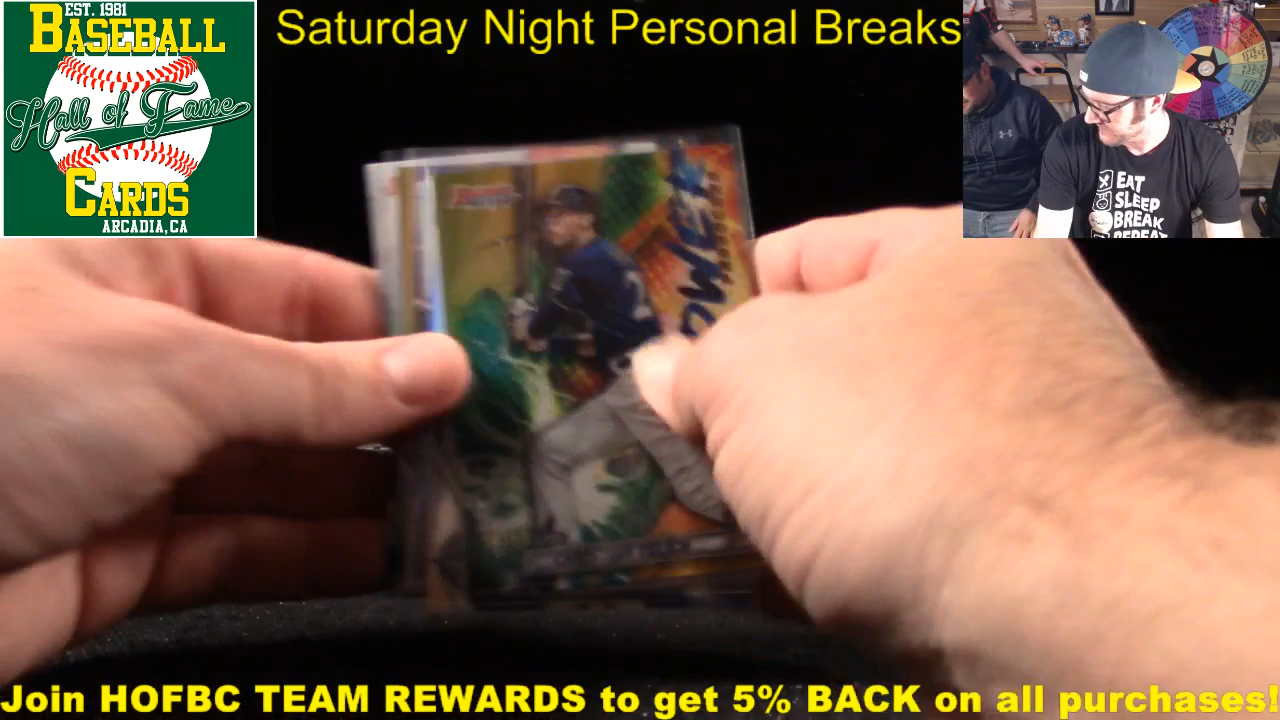 EST. 1981
BASEBALL
Hall of Fame
CARDS
ARCADIA, CA
Saturday Night Personal Breaks
EAT
SLEEP
BREAK
REPEAT
Join HOFBC TEAM REWARDS to get 5% BACK on all purchases!